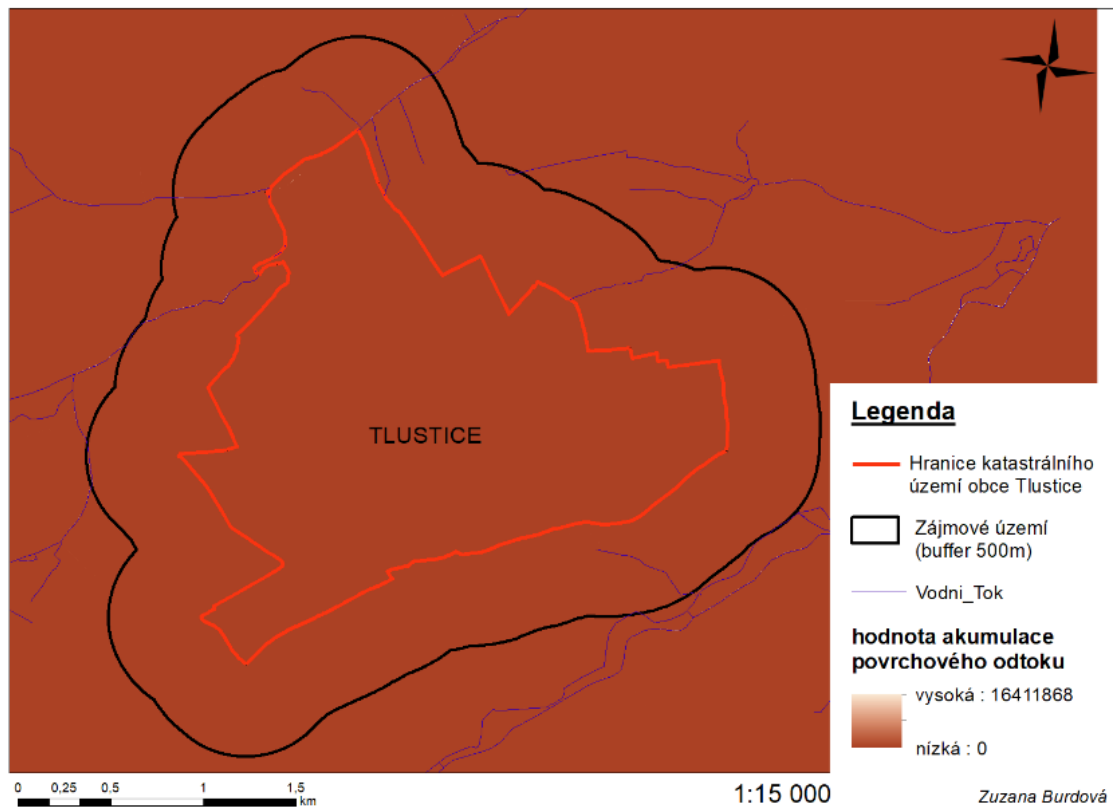 TLUSTICE
Legenda
Hranice katastrálního
území obce Tlustice
Zájmové území
(buffer 500m)
Vodni_Tok
hodnota akumulace
povrchového odtoku
vysoká : 16411868
nízká : 0
0 0,25 0,5 1 1,5
km
1:15 000
Zuzana Burdová